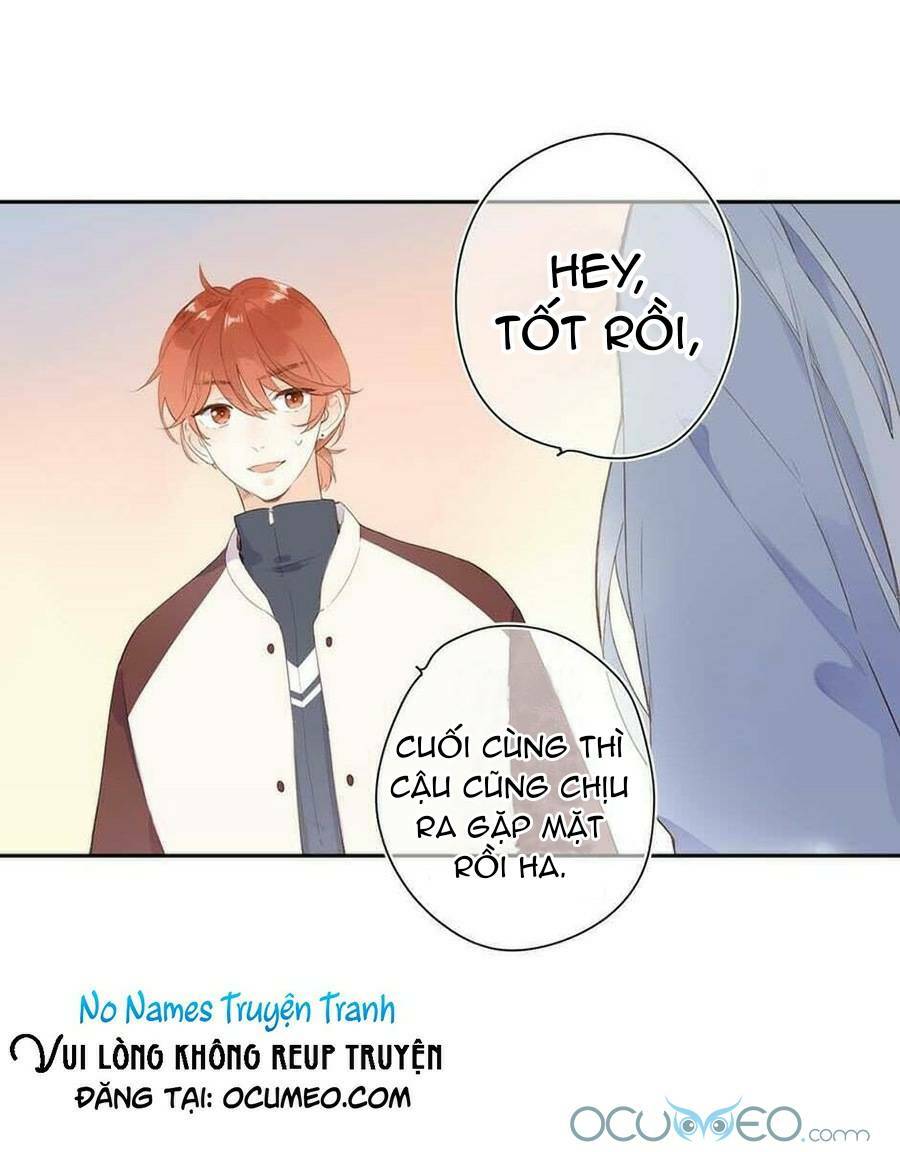 HEY,
TỐT RỒI,
CUỐI CÙNG THÌ
CẬU CŨNG CHỊU
RA GẶP MẶT
RỒI HA.
No Names Truyện Tranh
VUI LÒNG KHÔNG REUP TRUYỆN
ĐĂNG TẠI: OCUMEO.COM
OCUMEO.com